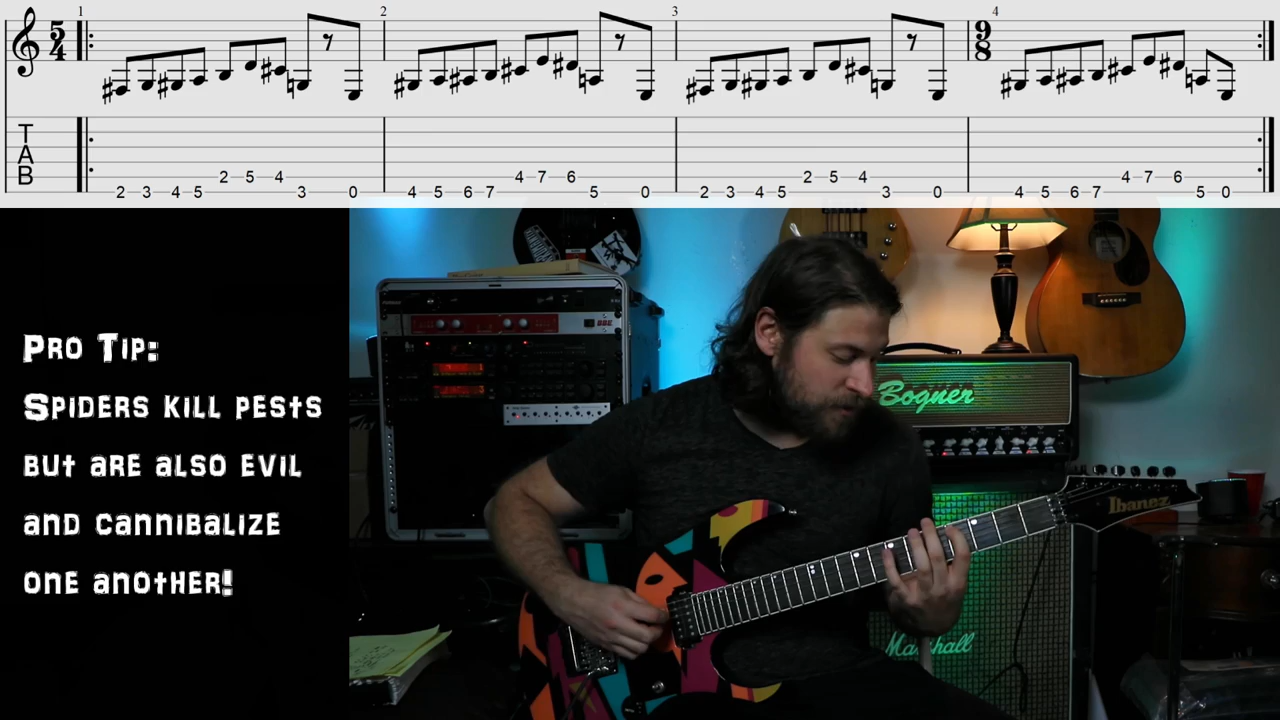 1 2 3 4
5 4 9 8
T
A
B
4 7 6 4 7 6
2 5 4 2 5 4
2 3 4 5 3 0 4 5 6 7 5 0 2 3 4 5 3 0 4 5 6 7 5 0
Pro Tip:
Spiders kill pests
but are also evil
and cannibalize
one another!
BBE
Bogner
Ibanez
Marshall